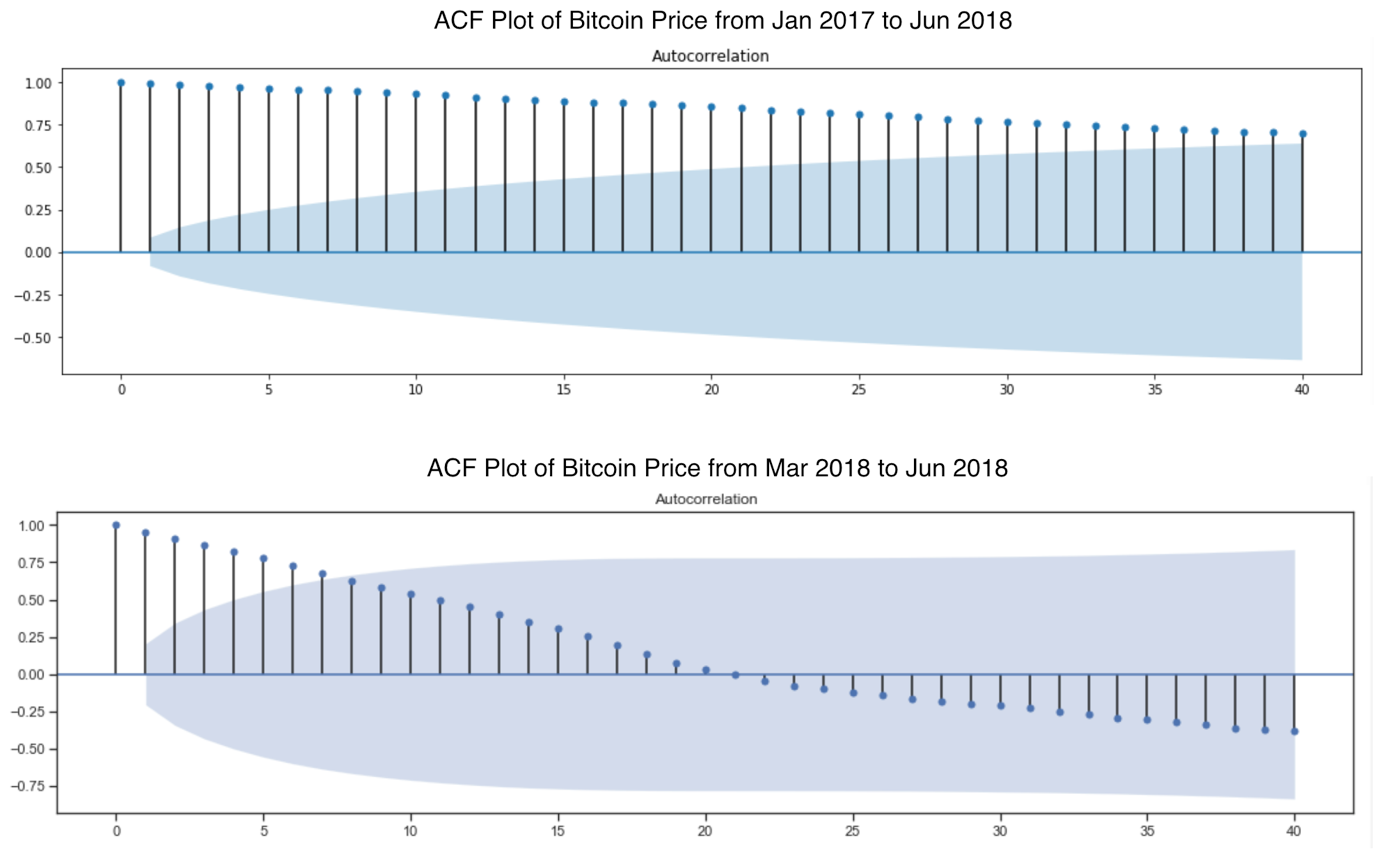 ACF Plot of Bitcoin Price from Jan 2017 to Jun 2018
Autocorrelation
1.00
0.75
0.50
0.25
0.00
−0.25
−0.50
0 5 10 15 20 25 30 35 40
ACF Plot of Bitcoin Price from Mar 2018 to Jun 2018
Autocorrelation
1.00
0.75
0.50
0.25
0.00
−0.25
−0.50
−0.75
0 5 10 15 20 25 30 35 40